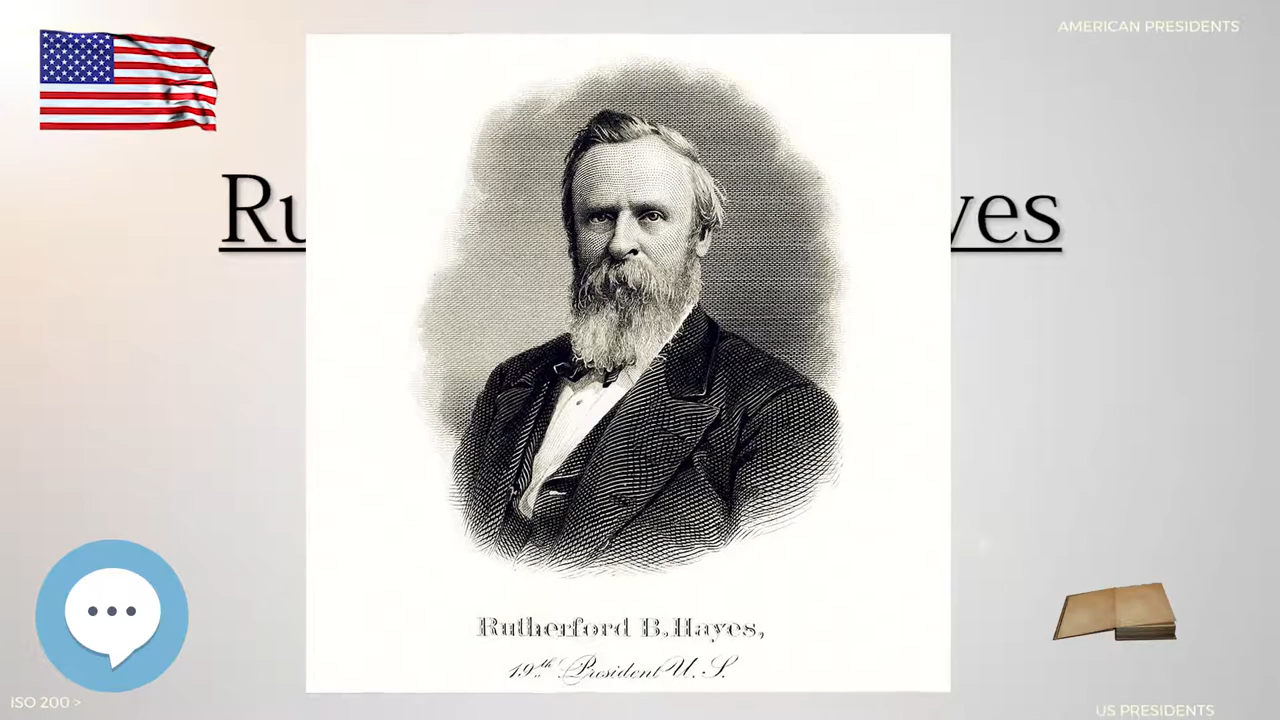 AMERICAN PRESIDENTS
Ru yes
Rutherford B. Hayes,
19th President U. S.
ISO 200 >
US PRESIDENTS